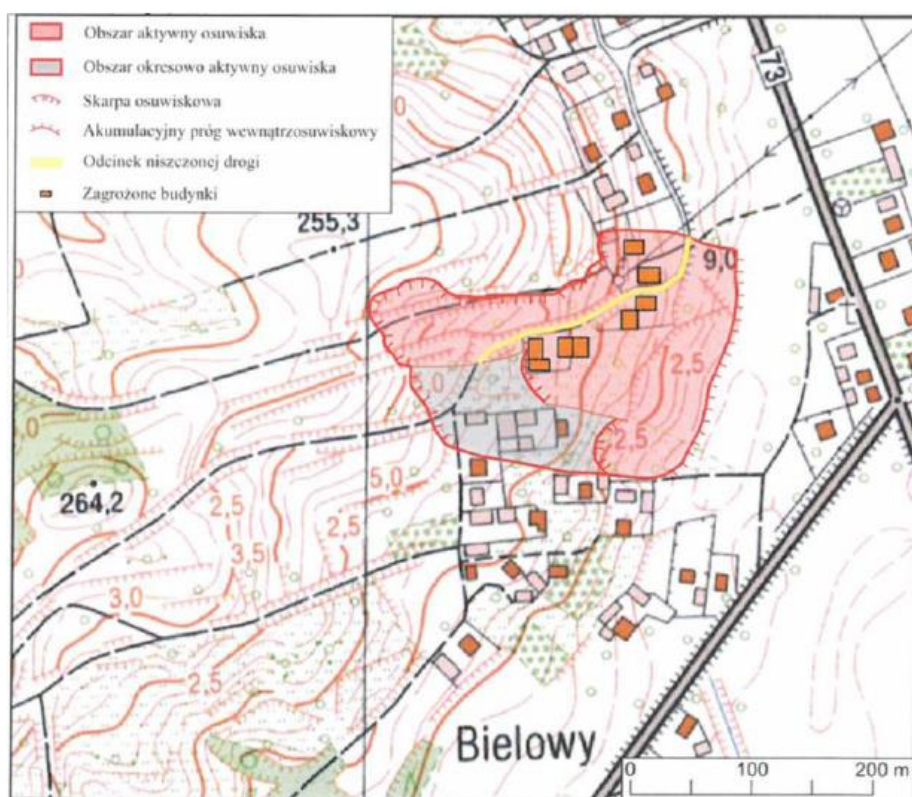 Obszar aktywny osuwiska
Obszar okresowo aktywny osuwiska
Skarpa osuwiskowa
Akumulacyjny próg wewnątrzosuwiskowy
Odcinek niszczonej drogi
Zagrożone budynki
73
255,3
9,0
2,5
2,5
264,2
5,0
2,5
2,5
3,5
3,0
2,5
Bielowy
0 100 200 m